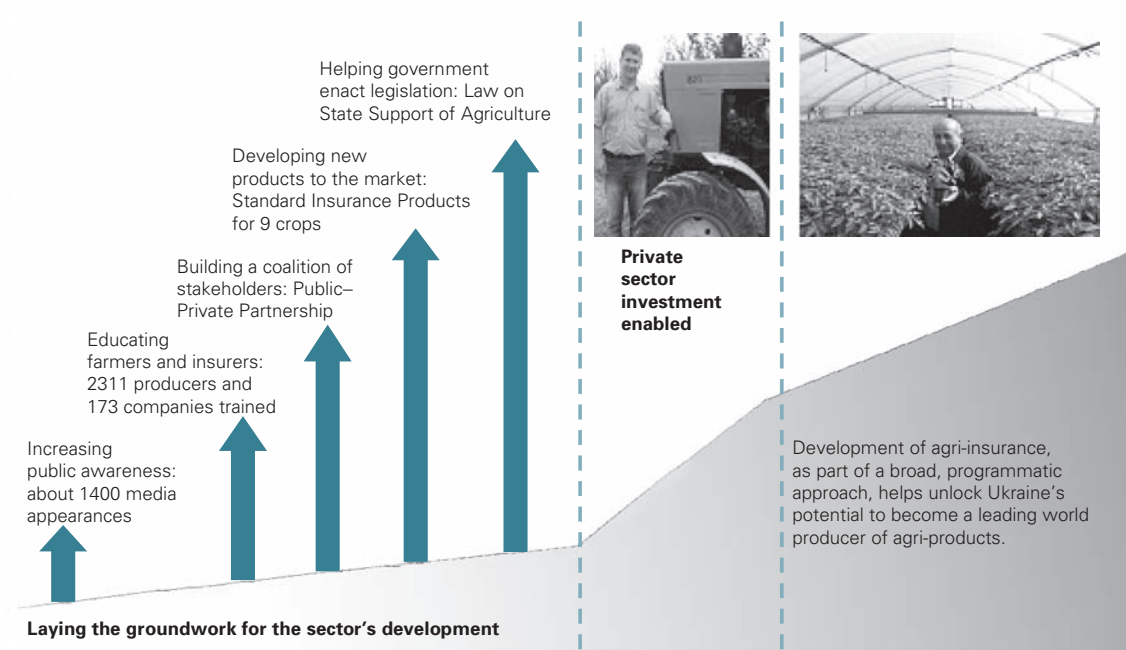 Helping government
enact legislation: Law on
State Support of Agriculture
Developing new
products to the market:
Standard Insurance Products
for 9 crops
Building a coalition of
stakeholders: Public–
Private Partnership
Educating
farmers and insurers:
2311 producers and
173 companies trained
Increasing
public awareness:
about 1400 media
appearances
Laying the groundwork for the sector’s development
Private
sector
investment
enabled
Development of agri-insurance,
as part of a broad, programmatic
approach, helps unlock Ukraine’s
potential to become a leading world
producer of agri-products.